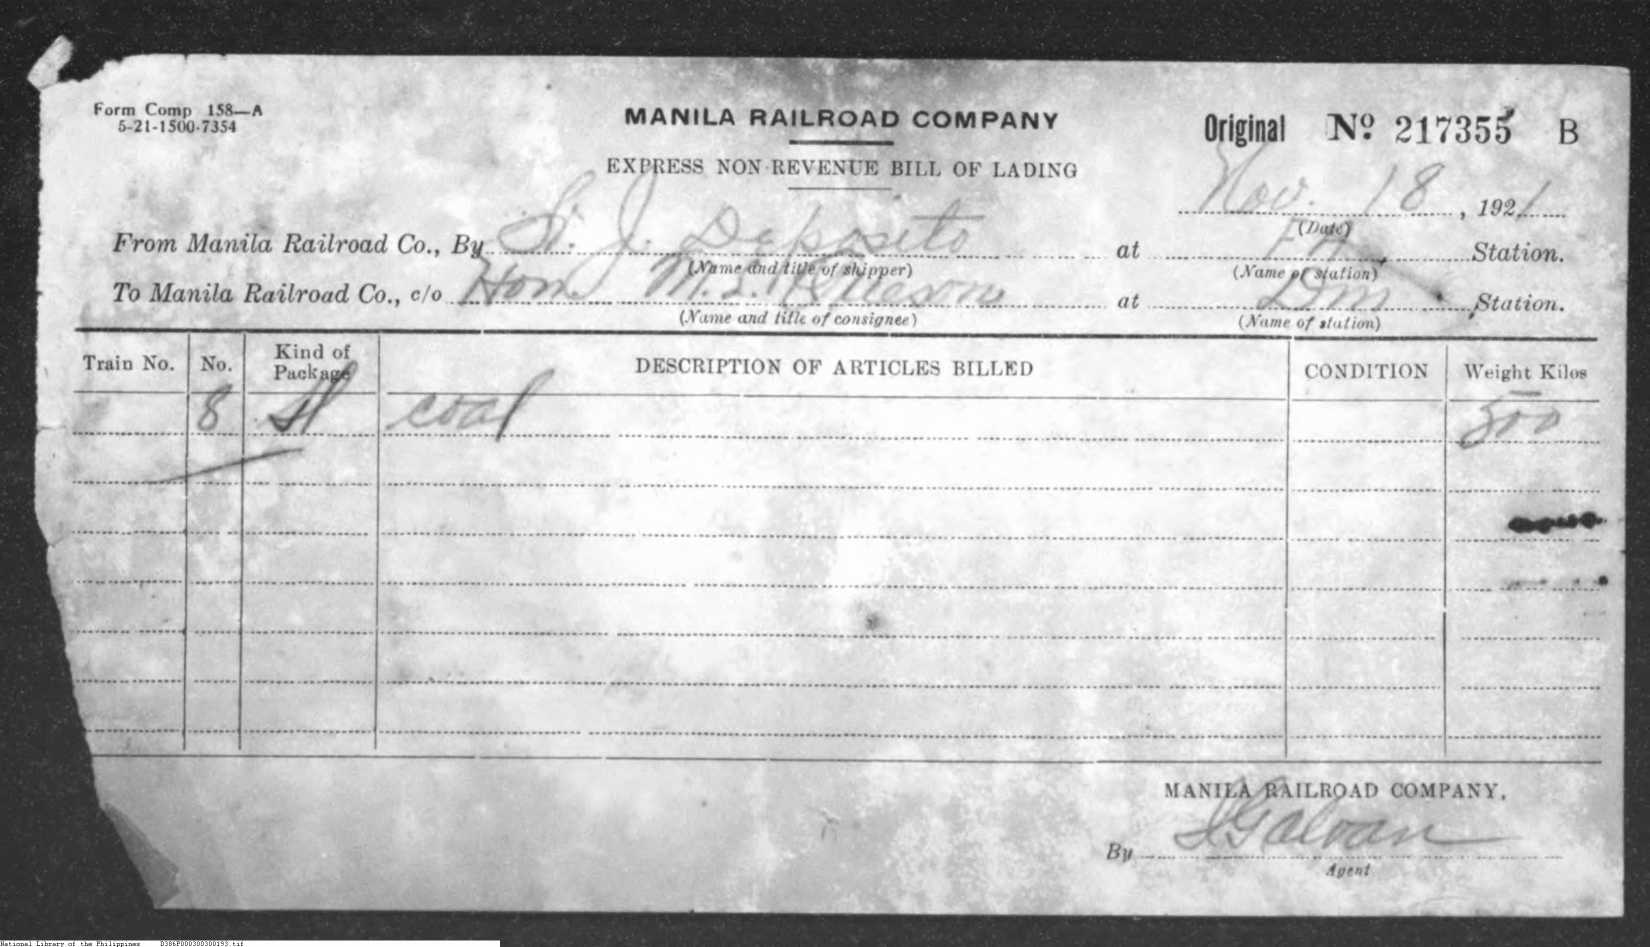 Form Comp 158—A
5-21-1500-7354
MANILA RAILROAD COMPANY
Original Nº 217355 B
EXPRESS NON-REVENUE BILL OF LADING
Nov. 18, 1921
(Date)
From Manila Railroad Co., By J. Deposito at Station.
(Name and title of shipper) (Name of station)
To Manila Railroad Co., c/o Hon. at Station.
(Name and title of consignee) (Name of station)
Train No. No. Kind of Package DESCRIPTION OF ARTICLES BILLED CONDITION Weight Kilos
8 coal 800
MANILA RAILROAD COMPANY,
By Galvan
Agent
National Library of the Philippines D386P000300300193.tif